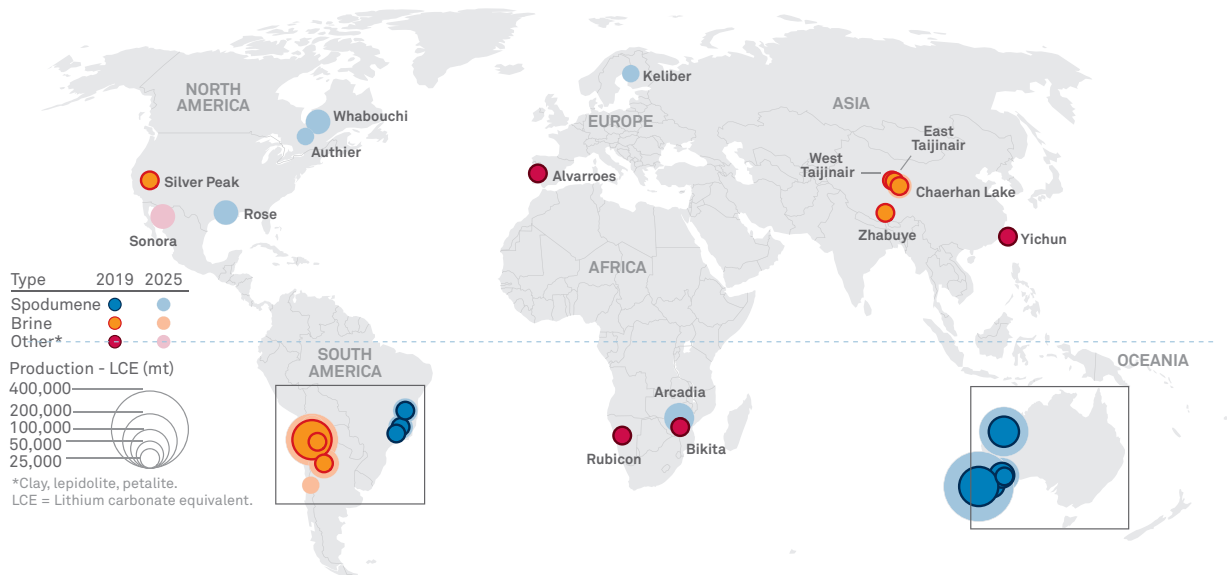 NORTH
AMERICA
Whabouchi
Authier
Silver Peak
Rose
Sonora
Keliber
EUROPE
Alvarroes
ASIA
East
Taijinair
West
Taijinair
Chaerhan Lake
Zhabuye
Yichun
AFRICA
Arcadia
Bikita
Rubicon
SOUTH
AMERICA
OCEANIA
Type 2019 2025
Spodumene
Brine
Other*
Production - LCE (mt)
400,000
200,000
100,000
50,000
25,000
*Clay, lepidolite, petalite.
LCE = Lithium carbonate equivalent.